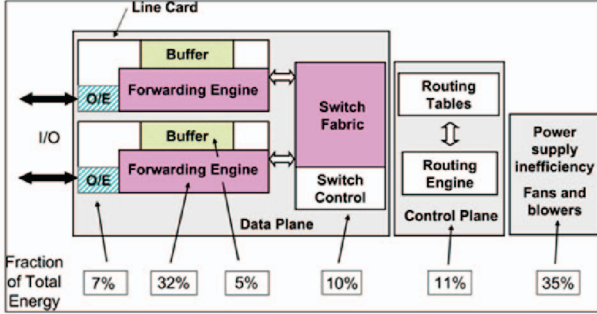 Line Card
Buffer
O/E
Forwarding Engine
I/O
Buffer
O/E
Forwarding Engine
Switch
Fabric
Switch
Control
Data Plane
Routing
Tables
Routing
Engine
Control Plane
Power
supply
inefficiency
Fans and
blowers
Fraction
of Total
Energy
7%
32%
5%
10%
11%
35%